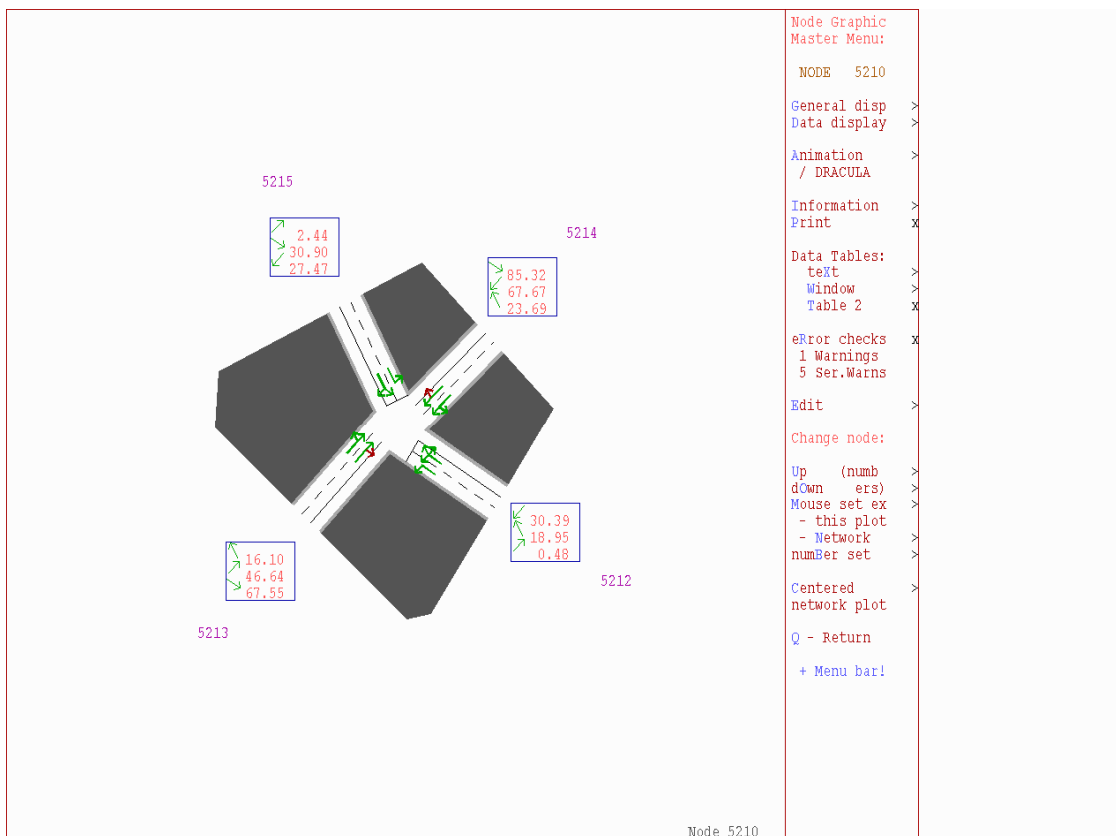 5215
2.44
30.90
27.47
5214
85.32
67.67
23.69
30.39
18.95
0.48
5212
16.10
46.64
67.55
5213
Node 5210
Node Graphic
Master Menu:
NODE 5210
General disp >
Data display >
Animation >
/ DRACULA
Information >
Print x
Data Tables:
teXt >
Window >
Table 2 x
eRror checks x
1 Warnings
5 Ser.Warns
Edit >
Change node:
Up (numb >
dOwn ers) >
Mouse set ex >
- this plot
- Network >
numBer set >
Centered >
network plot
Q - Return
+ Menu bar!